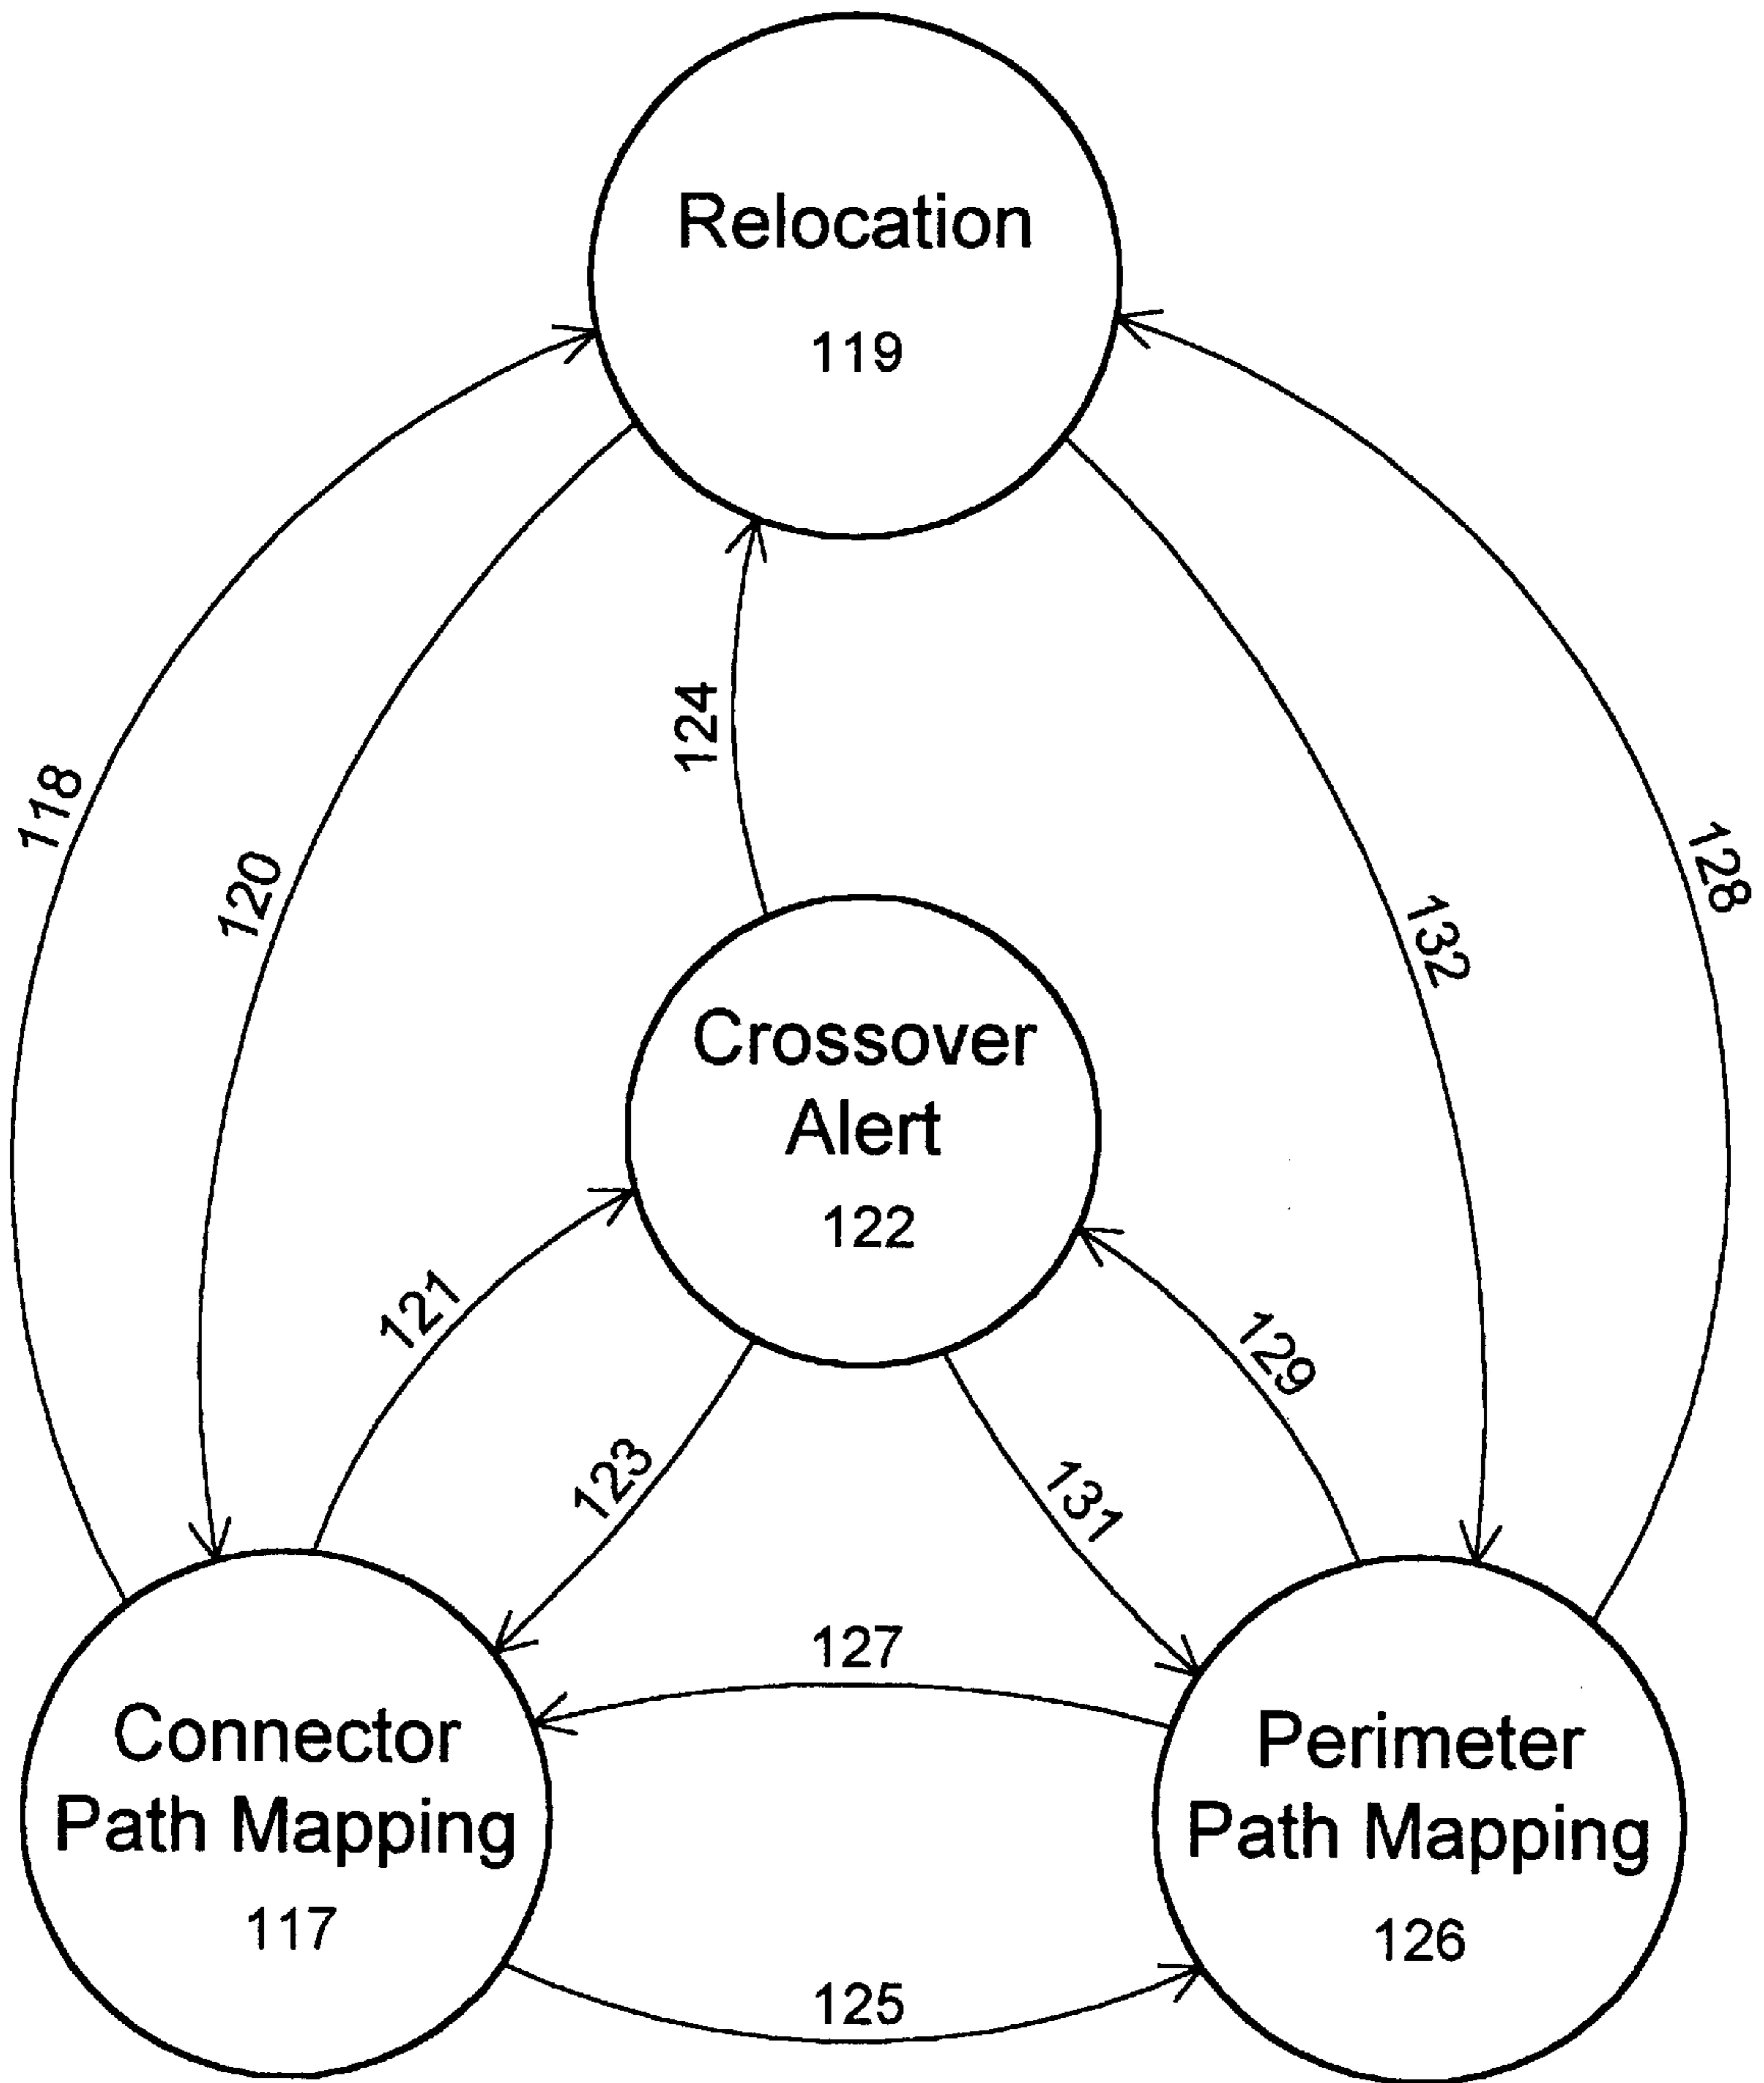 Relocation
119
118
120
124
132
128
Crossover
Alert
122
121
129
123
131
127
Connector
Path Mapping
117
Perimeter
Path Mapping
126
125